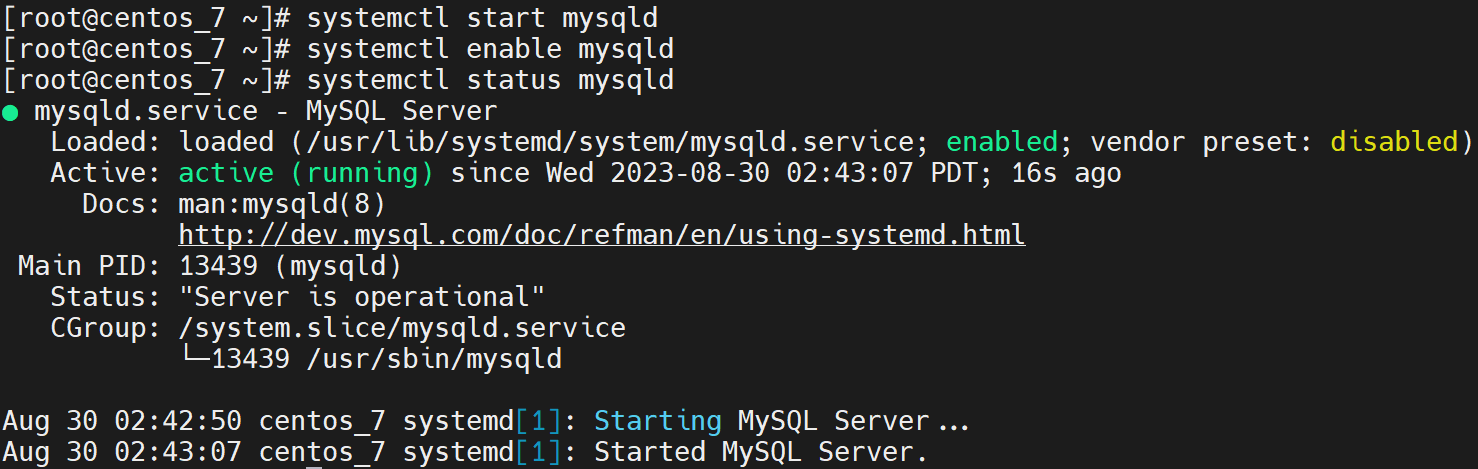 [root@centos_7 ~]# systemctl start mysqld
[root@centos_7 ~]# systemctl enable mysqld
[root@centos_7 ~]# systemctl status mysqld
● mysqld.service - MySQL Server
   Loaded: loaded (/usr/lib/systemd/system/mysqld.service; enabled; vendor preset: disabled)
   Active: active (running) since Wed 2023-08-30 02:43:07 PDT; 16s ago
     Docs: man:mysqld(8)
           http://dev.mysql.com/doc/refman/en/using-systemd.html
 Main PID: 13439 (mysqld)
   Status: "Server is operational"
   CGroup: /system.slice/mysqld.service
           └─13439 /usr/sbin/mysqld

Aug 30 02:42:50 centos_7 systemd[1]: Starting MySQL Server...
Aug 30 02:43:07 centos_7 systemd[1]: Started MySQL Server.